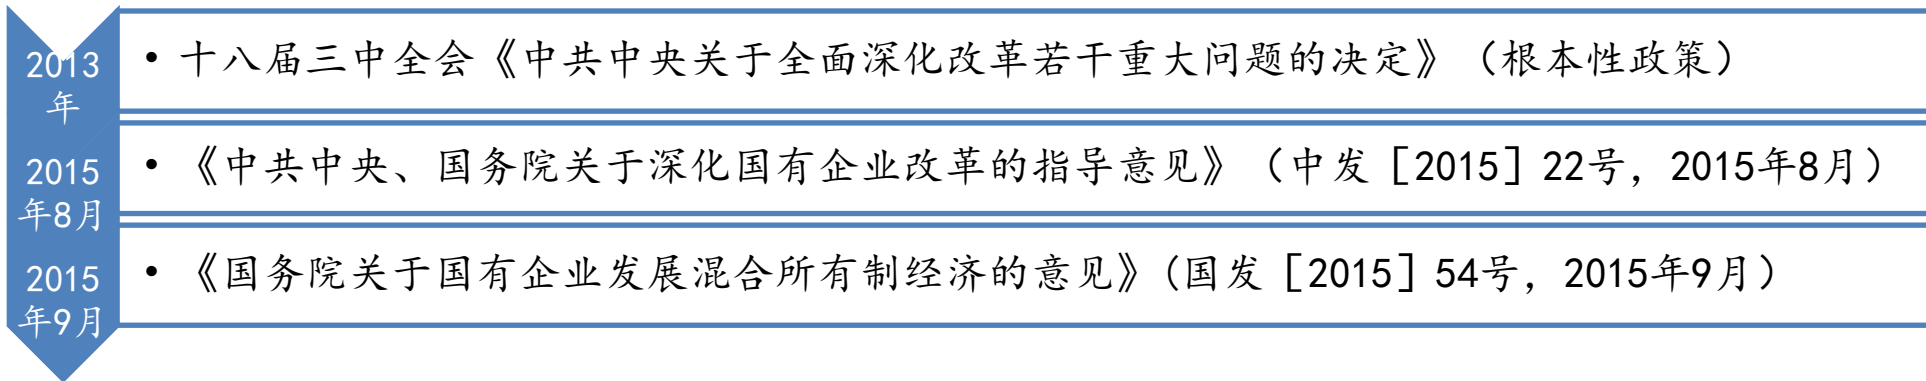 2013
年
• 十八届三中全会《中共中央关于全面深化改革若干重大问题的决定》（根本性政策）
2015
年8月
• 《中共中央、国务院关于深化国有企业改革的指导意见》（中发［2015］22号，2015年8月）
2015
年9月
• 《国务院关于国有企业发展混合所有制经济的意见》（国发［2015］54号，2015年9月）